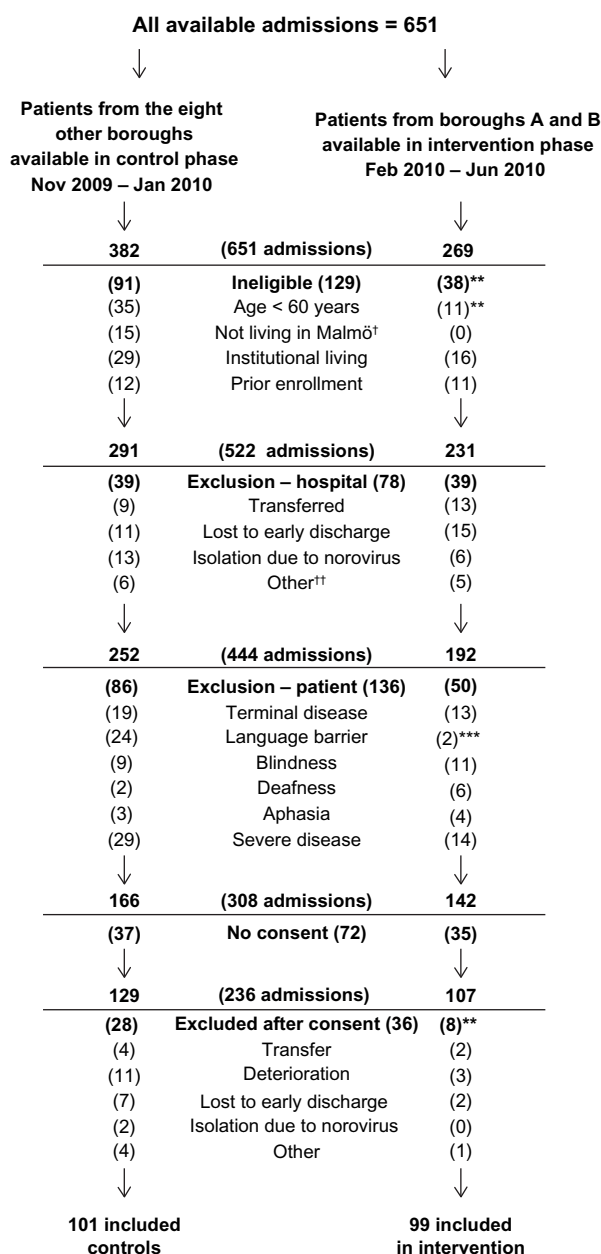 All available admissions = 651
Patients from the eight
other boroughs
available in control phase
Nov 2009 – Jan 2010
Patients from boroughs A and B
available in intervention phase
Feb 2010 – Jun 2010
382 (651 admissions) 269
(91) Ineligible (129) (38)**
(35) Age < 60 years (11)**
(15) Not living in Malmö† (0)
(29) Institutional living (16)
(12) Prior enrollment (11)
291 (522 admissions) 231
(39) Exclusion – hospital (78) (39)
(9) Transferred (13)
(11) Lost to early discharge (15)
(13) Isolation due to norovirus (6)
(6) Other†† (5)
252 (444 admissions) 192
(86) Exclusion – patient (136) (50)
(19) Terminal disease (13)
(24) Language barrier (2)***
(9) Blindness (11)
(2) Deafness (6)
(3) Aphasia (4)
(29) Severe disease (14)
166 (308 admissions) 142
(37) No consent (72) (35)
129 (236 admissions) 107
(28) Excluded after consent (36) (8)**
(4) Transfer (2)
(11) Deterioration (3)
(7) Lost to early discharge (2)
(2) Isolation due to norovirus (0)
(4) Other (1)
101 included
controls
99 included
in intervention